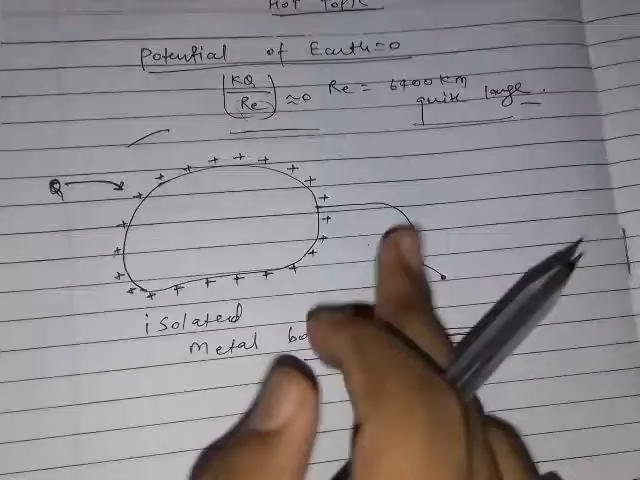 HOT TOPIC
Potential of Earth=0
KQ/Re ≈0 Re = 6400km
quite large.
Q
+ + + + + + + + + + + + + + + + + + + + + + + +
isolated
Metal